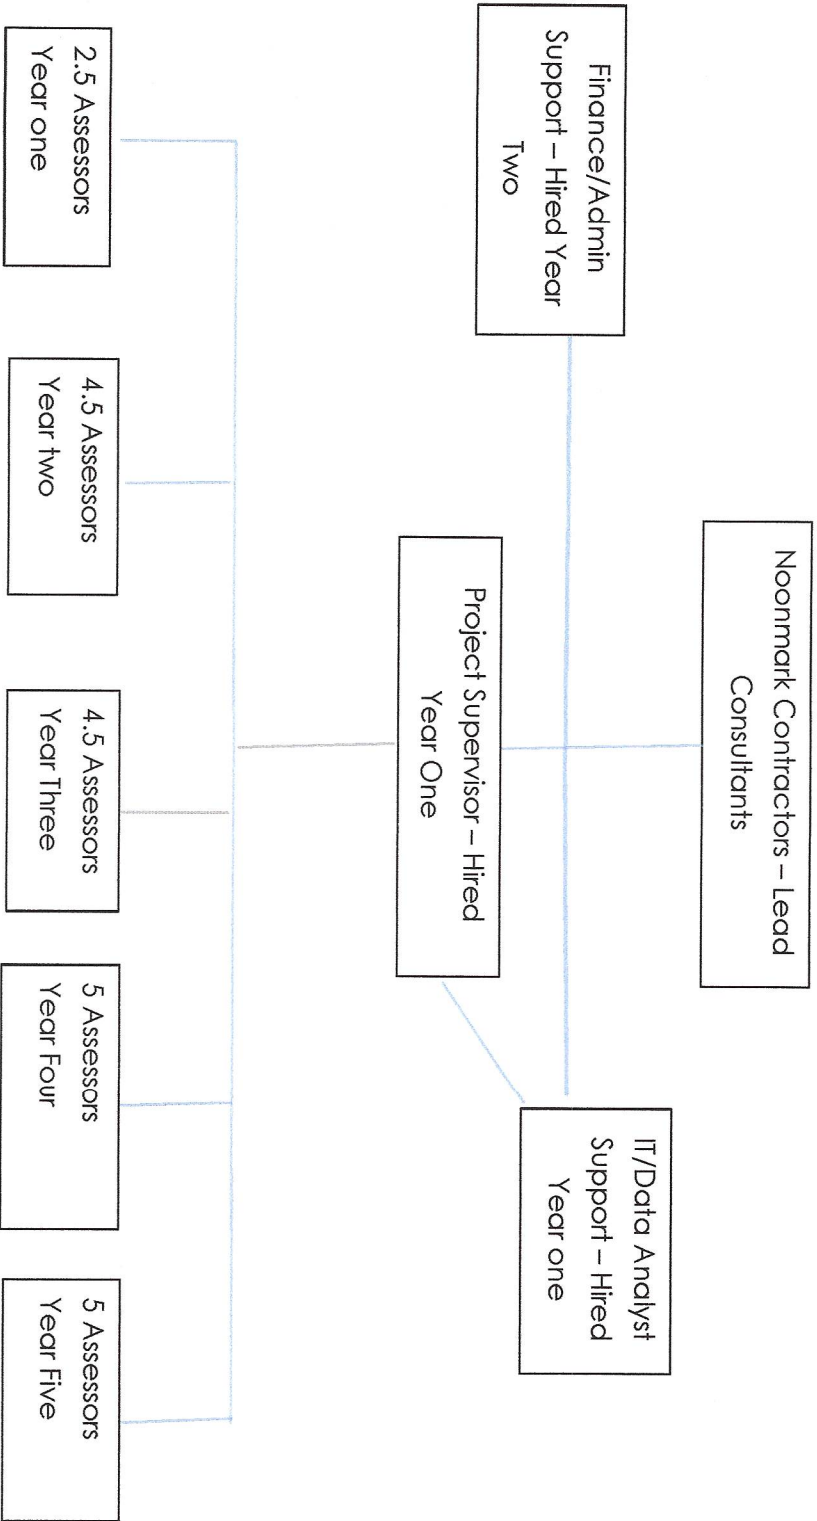 Noonmark Contractors – Lead
Consultants
Finance/Admin
Support – Hired Year
Two
IT/Data Analyst
Support – Hired
Year one
Project Supervisor – Hired
Year One
2.5 Assessors
Year one
4.5 Assessors
Year two
4.5 Assessors
Year Three
5 Assessors
Year Four
5 Assessors
Year Five